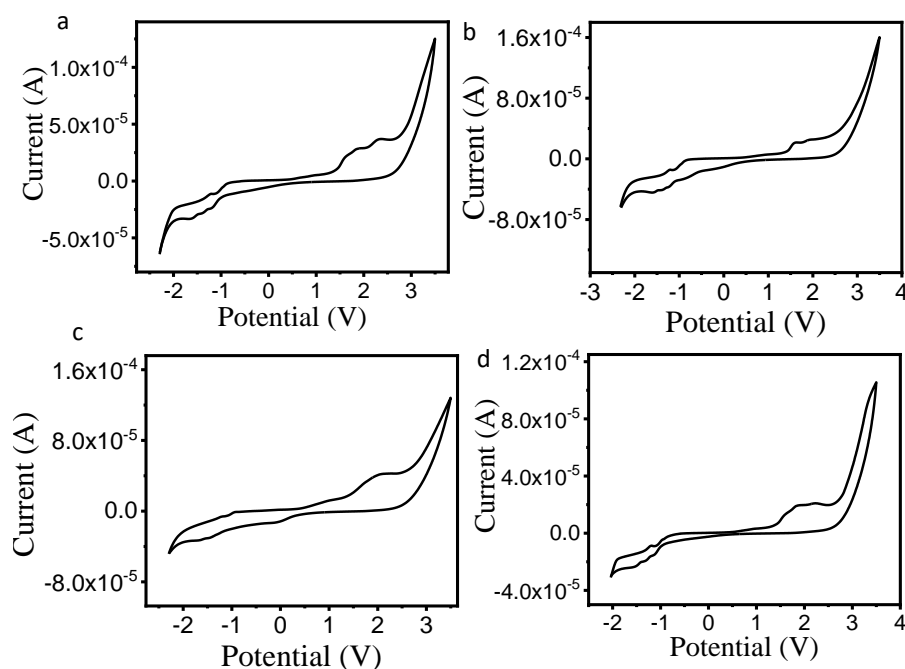 a
Current (A)
1.0x10⁻⁴
5.0x10⁻⁵
0.0
-5.0x10⁻⁵
-2 -1 0 1 2 3
Potential (V)
b
Current (A)
1.6x10⁻⁴
8.0x10⁻⁵
0.0
-8.0x10⁻⁵
-3 -2 -1 0 1 2 3 4
Potential (V)
c
Current (A)
1.6x10⁻⁴
8.0x10⁻⁵
0.0
-8.0x10⁻⁵
-2 -1 0 1 2 3
Potential (V)
d
Current (A)
1.2x10⁻⁴
8.0x10⁻⁵
4.0x10⁻⁵
0.0
-4.0x10⁻⁵
-2 -1 0 1 2 3 4
Potential (V)